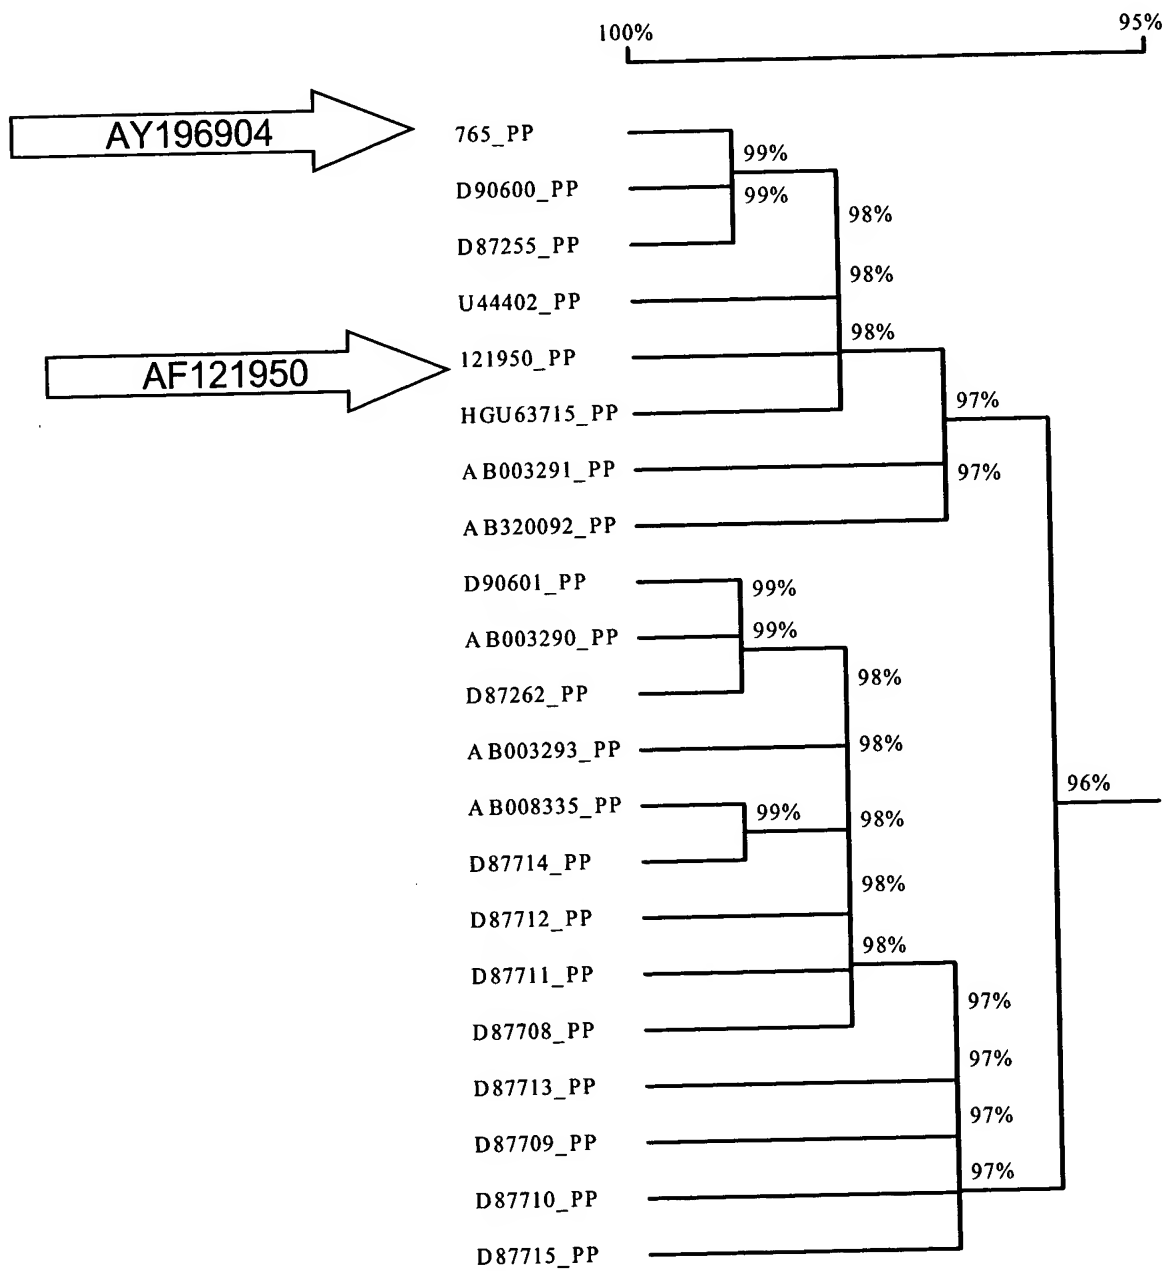 100% 95%
AY196904
765_PP
99%
D90600_PP
99%
98%
D87255_PP
98%
U44402_PP
98%
AF121950
121950_PP
HGU63715_PP
97%
AB003291_PP
97%
AB320092_PP
D90601_PP
99%
AB003290_PP
99%
D87262_PP
98%
AB003293_PP
98%
AB008335_PP
99%
98%
96%
D87714_PP
98%
D87712_PP
98%
D87711_PP
97%
D87708_PP
97%
D87713_PP
97%
D87709_PP
97%
D87710_PP
D87715_PP